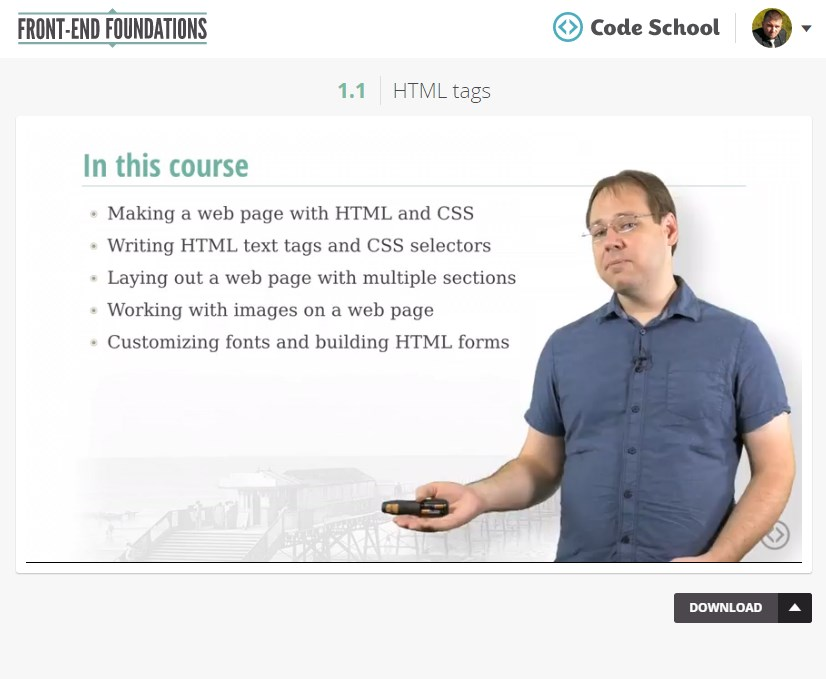 FRONT-END FOUNDATIONS
Code School
1.1 HTML tags
In this course
Making a web page with HTML and CSS
Writing HTML text tags and CSS selectors
Laying out a web page with multiple sections
Working with images on a web page
Customizing fonts and building HTML forms
DOWNLOAD